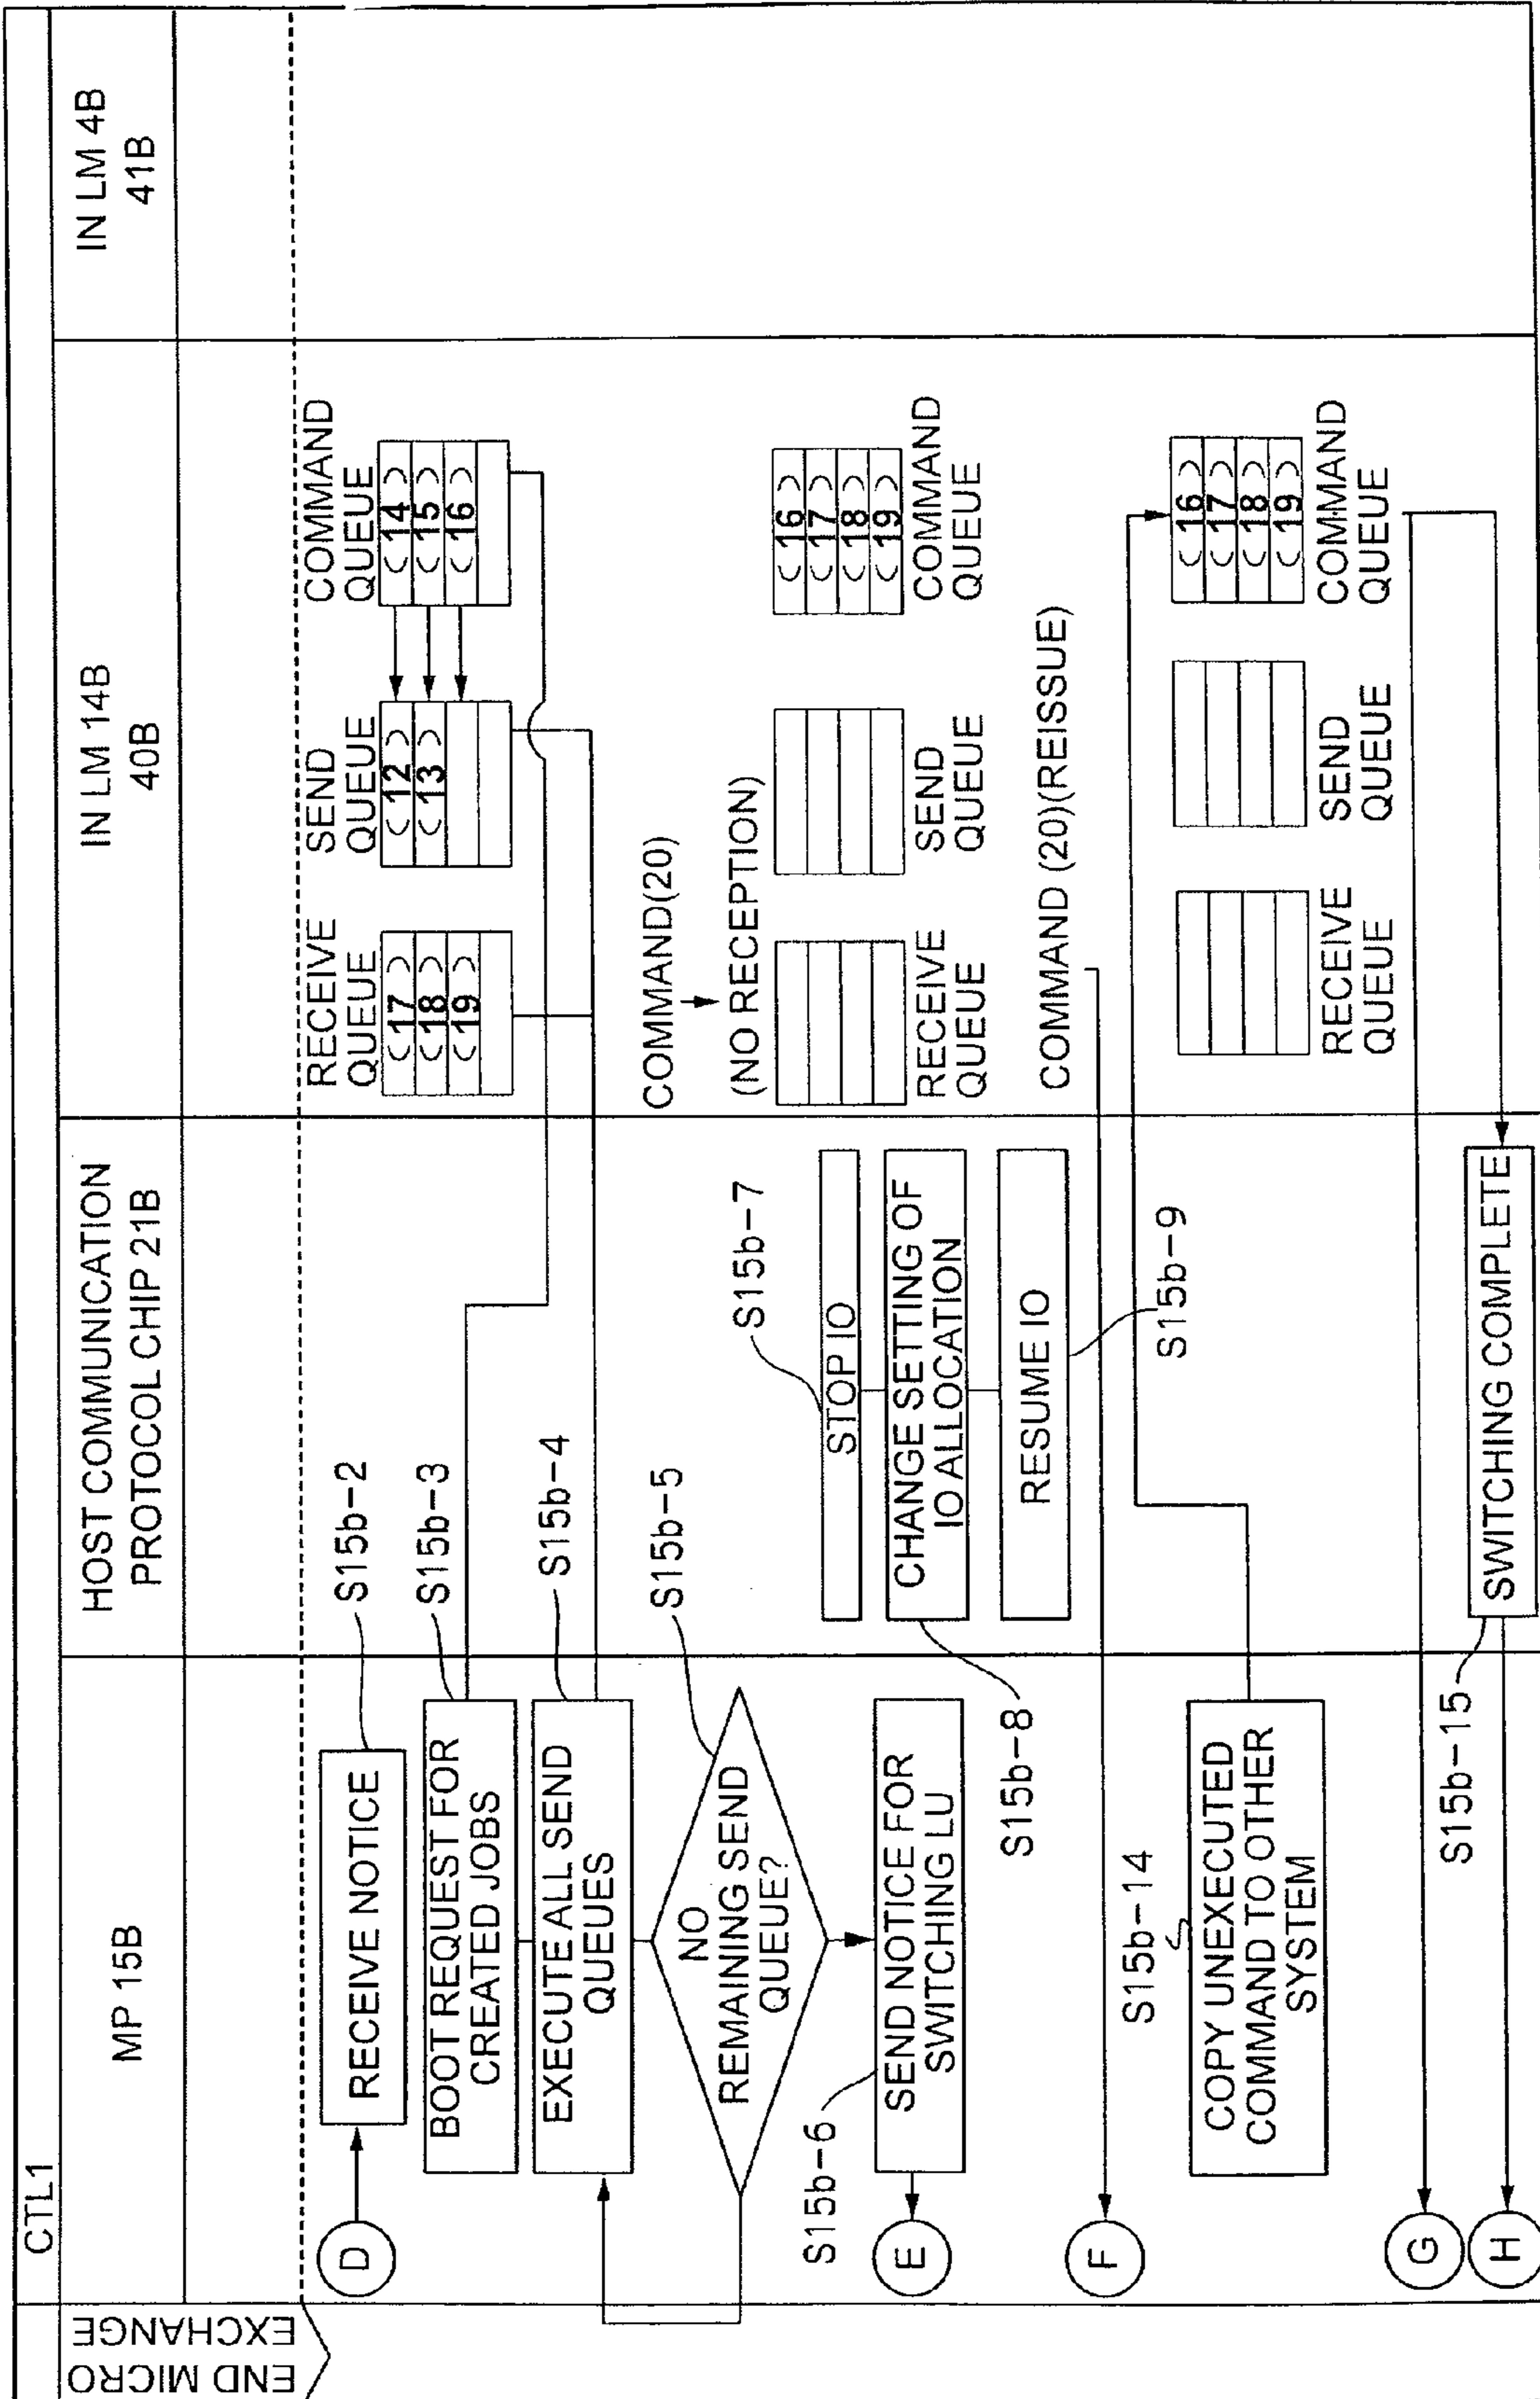 CTL1
END MICRO
EXCHANGE
MP 15B
HOST COMMUNICATION
PROTOCOL CHIP 21B
IN LM 14B
40B
IN LM 4B
41B
D
RECEIVE NOTICE
S15b-2
BOOT REQUEST FOR
CREATED JOBS
S15b-3
EXECUTE ALL SEND
QUEUES
S15b-4
NO
REMAINING SEND
QUEUE?
S15b-5
RECEIVE
QUEUE
(17)
(18)
(19)
SEND
QUEUE
(12)
(13)
COMMAND
QUEUE
(14)
(15)
(16)
COMMAND(20)
(NO RECEPTION)
S15b-6
E
SEND NOTICE FOR
SWITCHING LU
STOP IO
S15b-7
CHANGE SETTING OF
IO ALLOCATION
S15b-8
RESUME IO
S15b-9
RECEIVE
QUEUE
SEND
QUEUE
(16)
(17)
(18)
(19)
COMMAND
QUEUE
COMMAND (20)(REISSUE)
F
S15b-14
COPY UNEXECUTED
COMMAND TO OTHER
SYSTEM
RECEIVE
QUEUE
SEND
QUEUE
(16)
(17)
(18)
(19)
COMMAND
QUEUE
G
H
S15b-15
SWITCHING COMPLETE